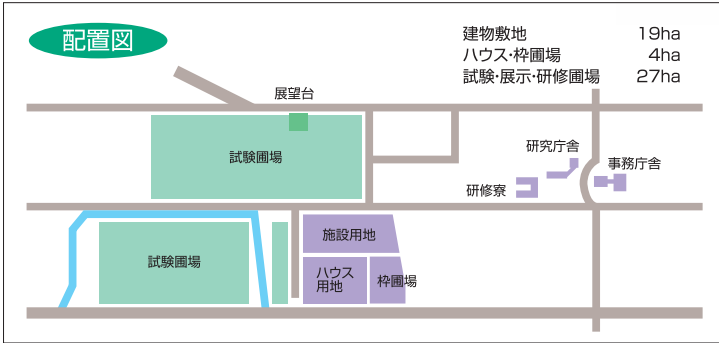 配置図
建物敷地 19ha
ハウス・枠圃場 4ha
試験・展示・研修圃場 27ha
展望台
試験圃場
研究庁舎
事務庁舎
研修寮
施設用地
試験圃場
ハウス
用地
枠圃場